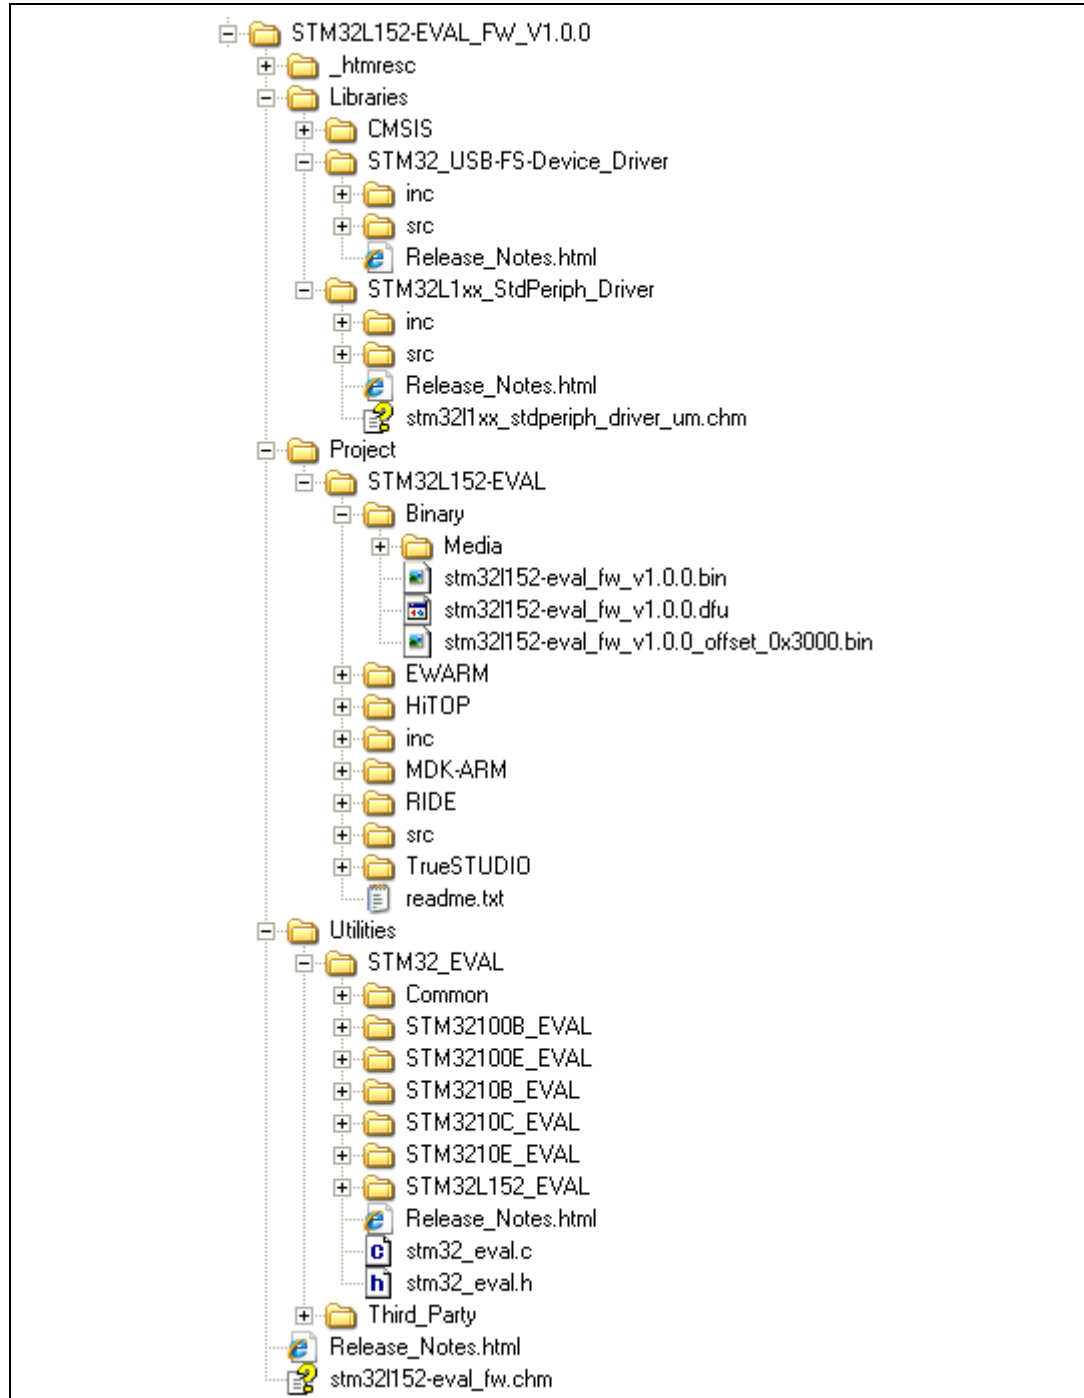 STM32L152-EVAL_FW_V1.0.0
_htmresc
Libraries
CMSIS
STM32_USB-FS-Device_Driver
inc
src
Release_Notes.html
STM32L1xx_StdPeriph_Driver
inc
src
Release_Notes.html
stm32l1xx_stdperiph_driver_um.chm
Project
STM32L152-EVAL
Binary
Media
stm32l152-eval_fw_v1.0.0.bin
stm32l152-eval_fw_v1.0.0.dfu
stm32l152-eval_fw_v1.0.0_offset_0x3000.bin
EWARM
HiTOP
inc
MDK-ARM
RIDE
src
TrueSTUDIO
readme.txt
Utilities
STM32_EVAL
Common
STM32100B_EVAL
STM32100E_EVAL
STM3210B_EVAL
STM3210C_EVAL
STM3210E_EVAL
STM32L152_EVAL
Release_Notes.html
stm32_eval.c
stm32_eval.h
Third_Party
Release_Notes.html
stm32l152-eval_fw.chm